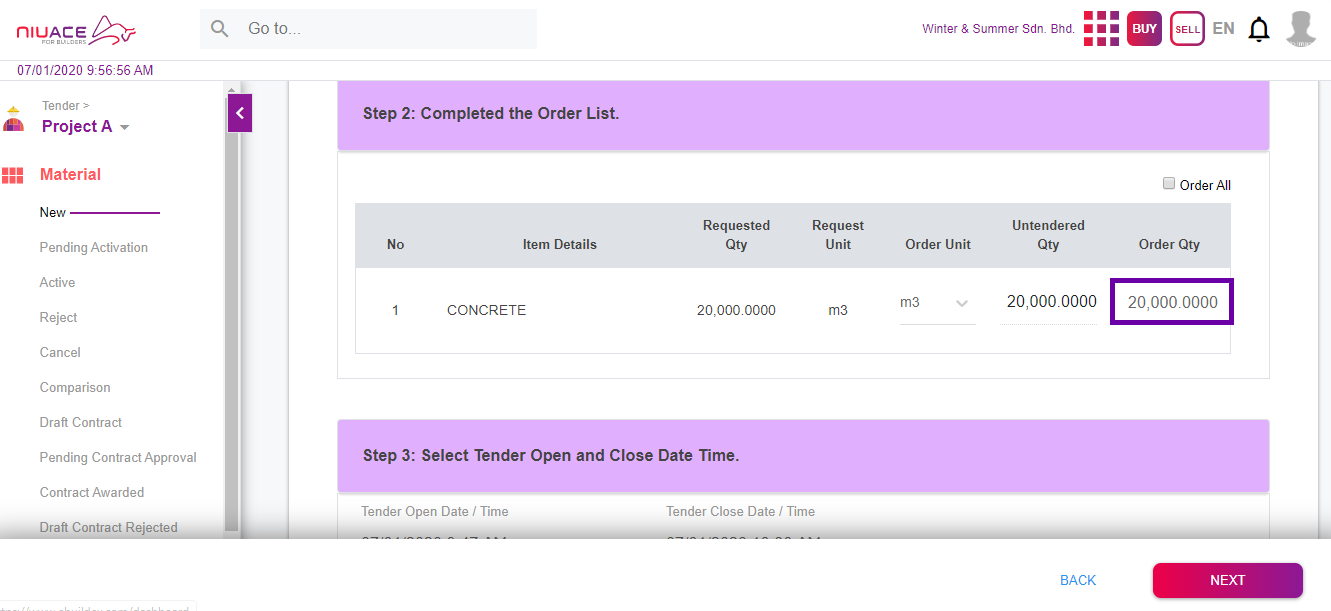 NIUACE
FOR BUILDERS
Go to...
Winter & Summer Sdn. Bhd.
BUY
SELL
EN
07/01/2020 9:56:56 AM
Tender >
Project A
Material
New
Pending Activation
Active
Reject
Cancel
Comparison
Draft Contract
Pending Contract Approval
Contract Awarded
Draft Contract Rejected
Step 2: Completed the Order List.
Order All
No
Item Details
Requested
Qty
Request
Unit
Order Unit
Untendered
Qty
Order Qty
1
CONCRETE
20,000.0000
m3
m3
20,000.0000
20,000.0000
Step 3: Select Tender Open and Close Date Time.
Tender Open Date / Time
Tender Close Date / Time
BACK
NEXT